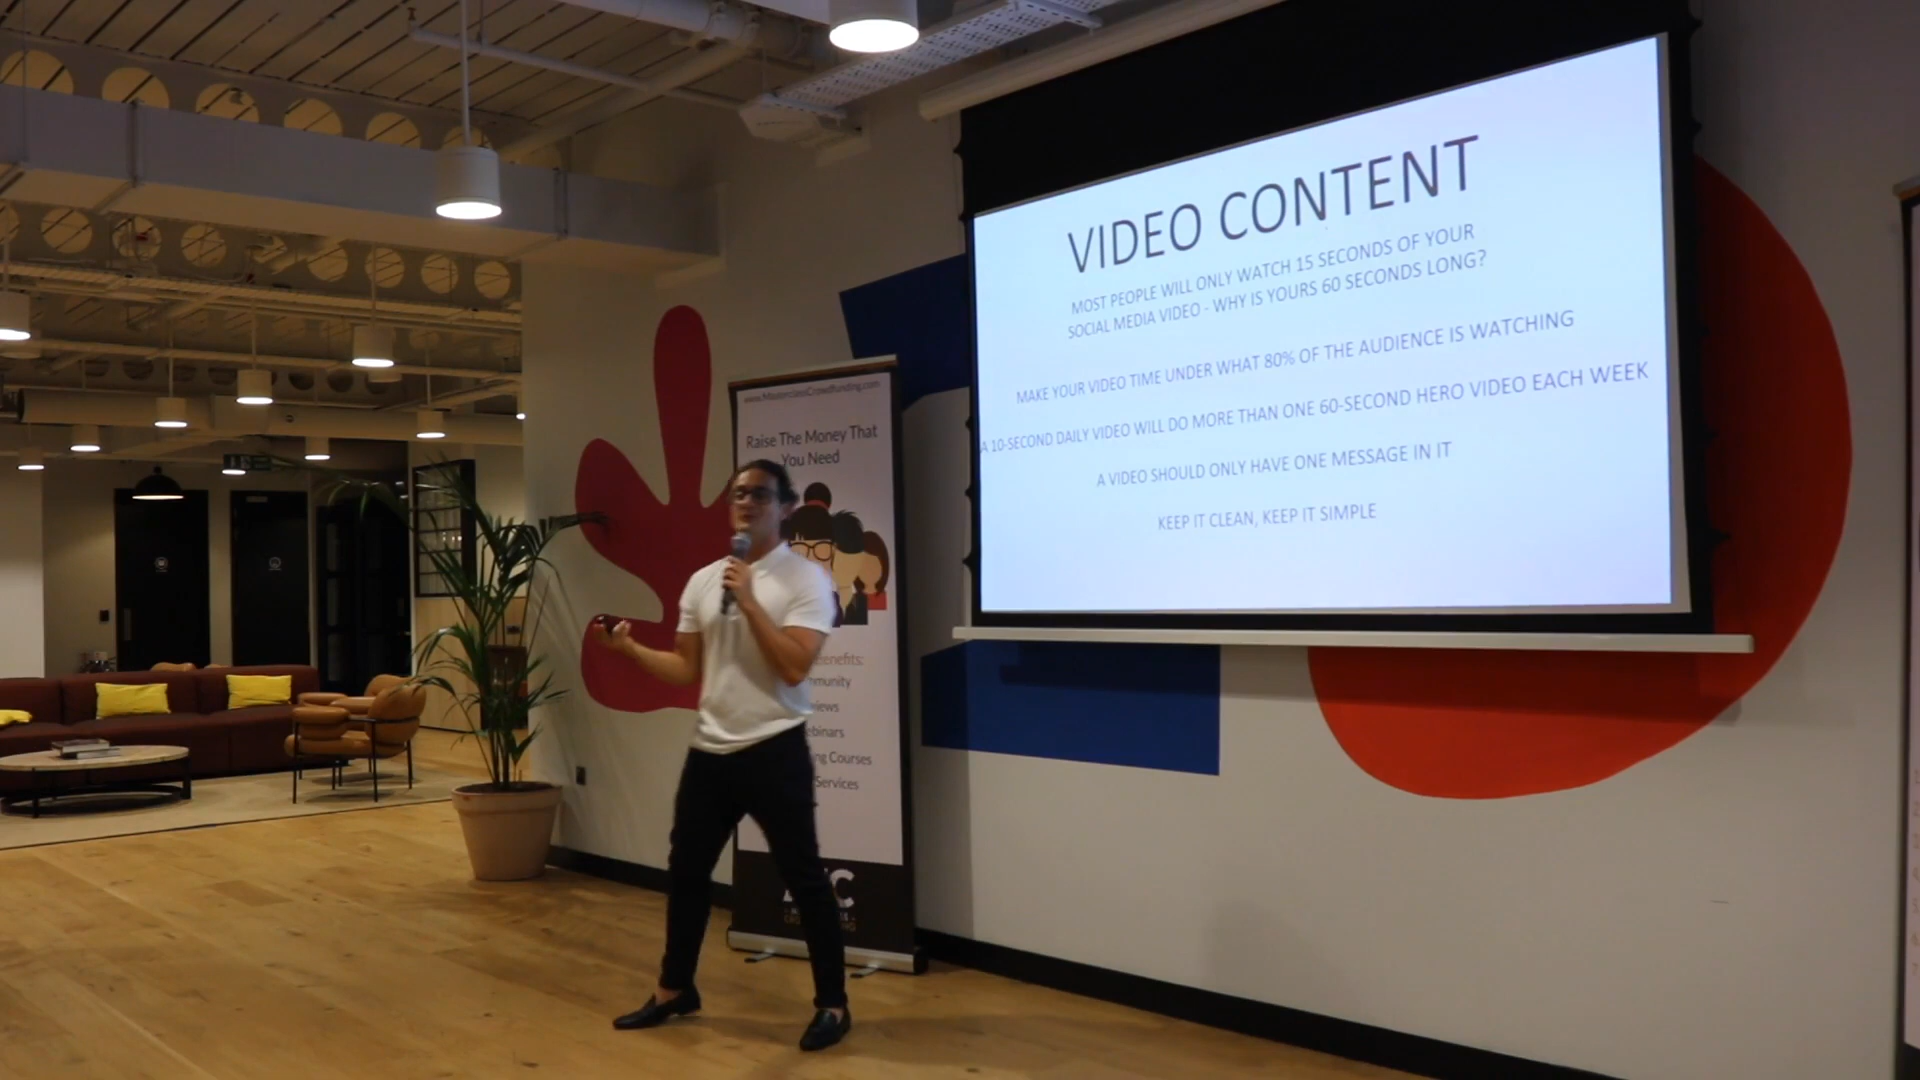 VIDEO CONTENT
MOST PEOPLE WILL ONLY WATCH 15 SECONDS OF YOUR
SOCIAL MEDIA VIDEO - WHY IS YOURS 60 SECONDS LONG?
MAKE YOUR VIDEO TIME UNDER WHAT 80% OF THE AUDIENCE IS WATCHING
A 10-SECOND DAILY VIDEO WILL DO MORE THAN ONE 60-SECOND HERO VIDEO EACH WEEK
A VIDEO SHOULD ONLY HAVE ONE MESSAGE IN IT
KEEP IT CLEAN, KEEP IT SIMPLE
www.MasterclassCrowdfunding.com
Raise The Money That
You Need
Courses
Services